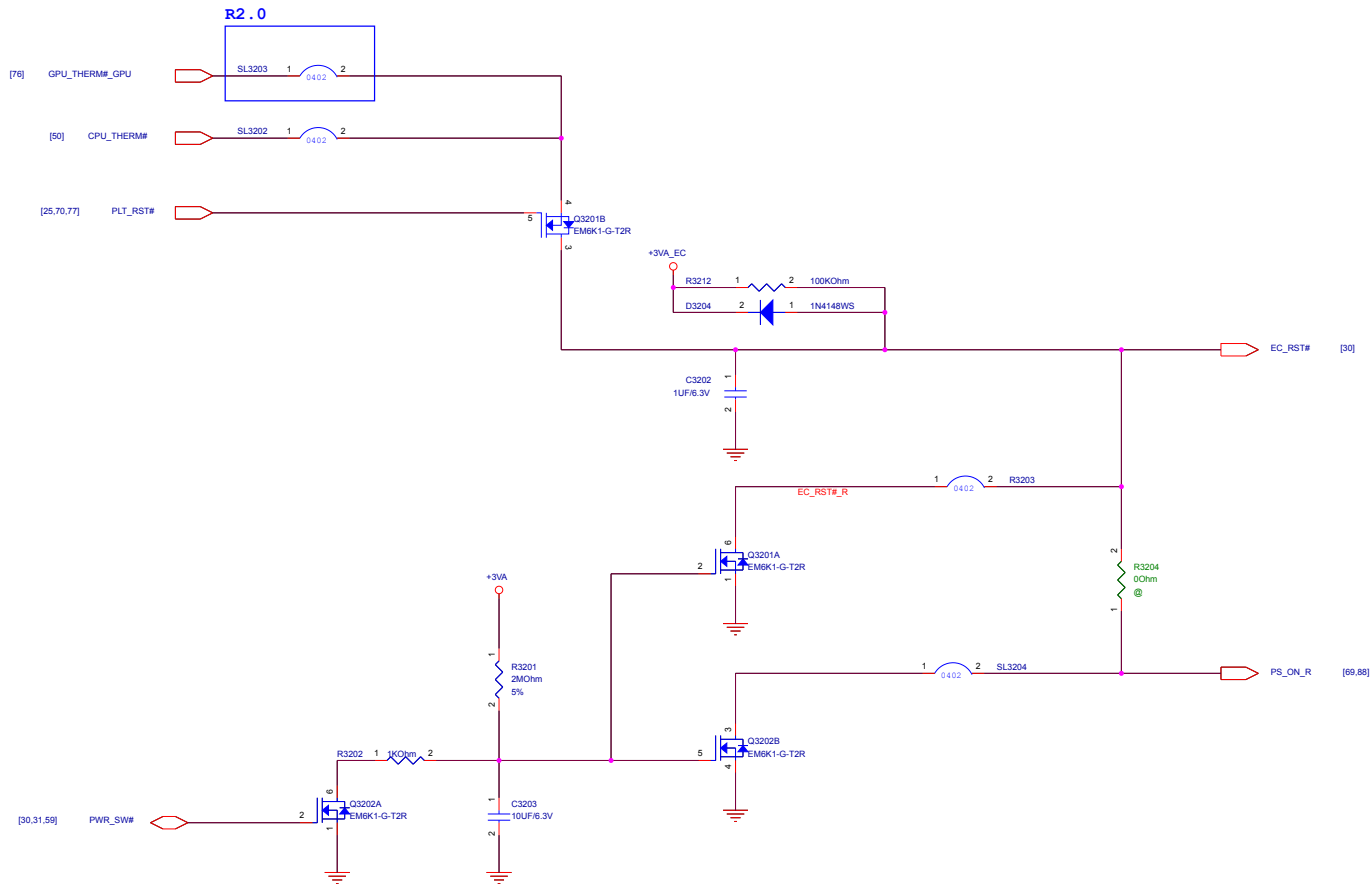 R2.0
[76] GPU_THERM#_GPU SL3203 1 0402 2
[50] CPU_THERM# SL3202 1 0402 2
[25,70,77] PLT_RST# 5 4
Q3201B
EM6K1-G-T2R
3
+3VA_EC
R3212 1 2 100KOhm
D3204 2 1 1N4148WS
EC_RST# [30]
C3202 1
1UF/6.3V
2
1 0402 2 R3203
EC_RST#_R
6
Q3201A
2 EM6K1-G-T2R
1
2
R3204
0Ohm
@
1
+3VA
1
R3201
2MOhm
5%
2
1 0402 2 SL3204
PS_ON_R [69,88]
3
Q3202B
5 EM6K1-G-T2R
4
R3202 1 1KOhm 2
6
Q3202A
2 EM6K1-G-T2R
1
[30,31,59] PWR_SW#
1
C3203
10UF/6.3V
2